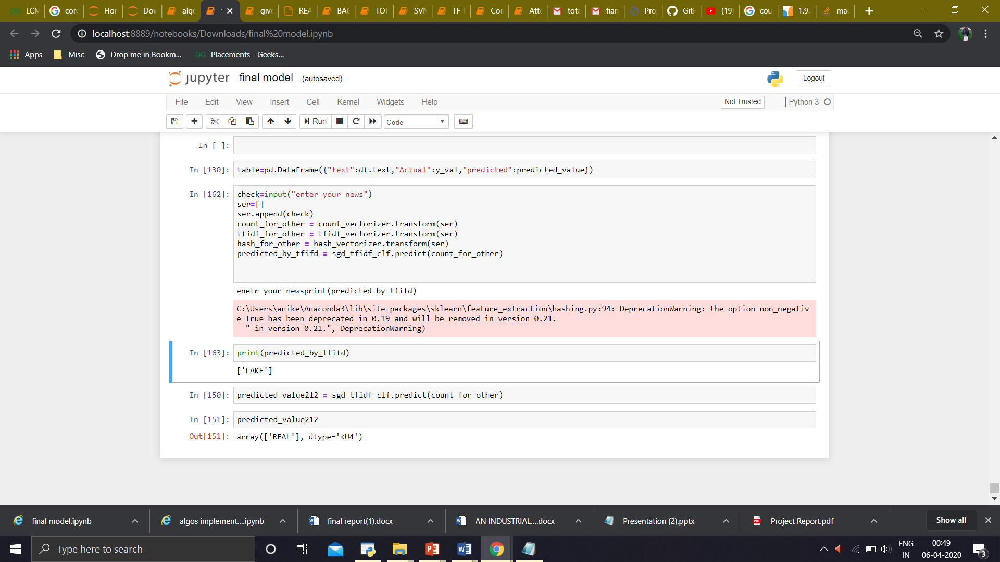 LCM
corc
Hor
Dow
algo
give
REA
BAG
TOT
SVM
TF-I
Cor
Atte
tota
fian
Proj
GitH
(19)
cou
1.9.
mac
localhost:8889/notebooks/Downloads/final%20model.ipynb
Apps
Misc
Drop me in Bookm...
Placements - Geeks...
jupyter final model (autosaved)
Logout
File Edit View Insert Cell Kernel Widgets Help
Not Trusted
Python 3
Run
Code
In [ ]:
In [130]: table=pd.DataFrame({"text":df.text,"Actual":y_val,"predicted":predicted_value})
In [162]: check=input("enter your news")
ser=[]
ser.append(check)
count_for_other = count_vectorizer.transform(ser)
tfidf_for_other = tfidf_vectorizer.transform(ser)
hash_for_other = hash_vectorizer.transform(ser)
predicted_by_tfifd = sgd_tfidf_clf.predict(count_for_other)
enetr your newsprint(predicted_by_tfifd)
C:\Users\anike\Anaconda3\lib\site-packages\sklearn\feature_extraction\hashing.py:94: DeprecationWarning: the option non_negativ
e=True has been deprecated in 0.19 and will be removed in version 0.21.
" in version 0.21.", DeprecationWarning)
In [163]: print(predicted_by_tfifd)
['FAKE']
In [150]: predicted_value212 = sgd_tfidf_clf.predict(count_for_other)
In [151]: predicted_value212
Out[151]: array(['REAL'], dtype='<U4')
final model.ipynb
algos implement....ipynb
final report(1).docx
AN INDUSTRIAL....docx
Presentation (2).pptx
Project Report.pdf
Show all
Type here to search
ENG
IN
00:49
06-04-2020
3